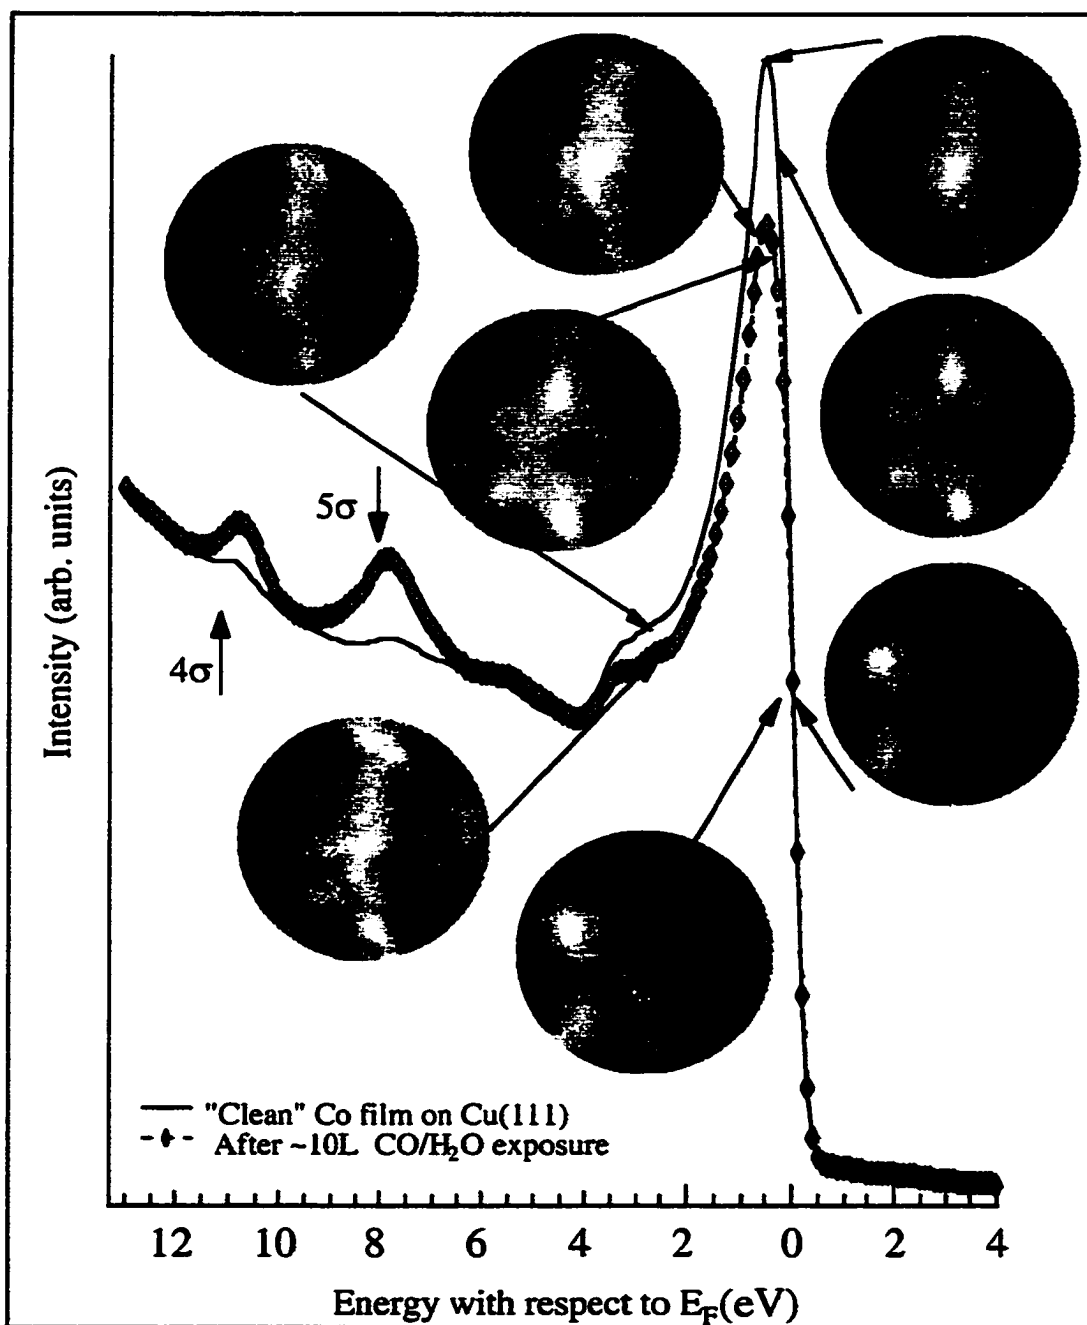 Intensity (arb. units)
5σ
4σ
"Clean" Co film on Cu(111)
After ~10L CO/H₂O exposure
12 10 8 6 4 2 0 4
Energy with respect to E_F(eV)